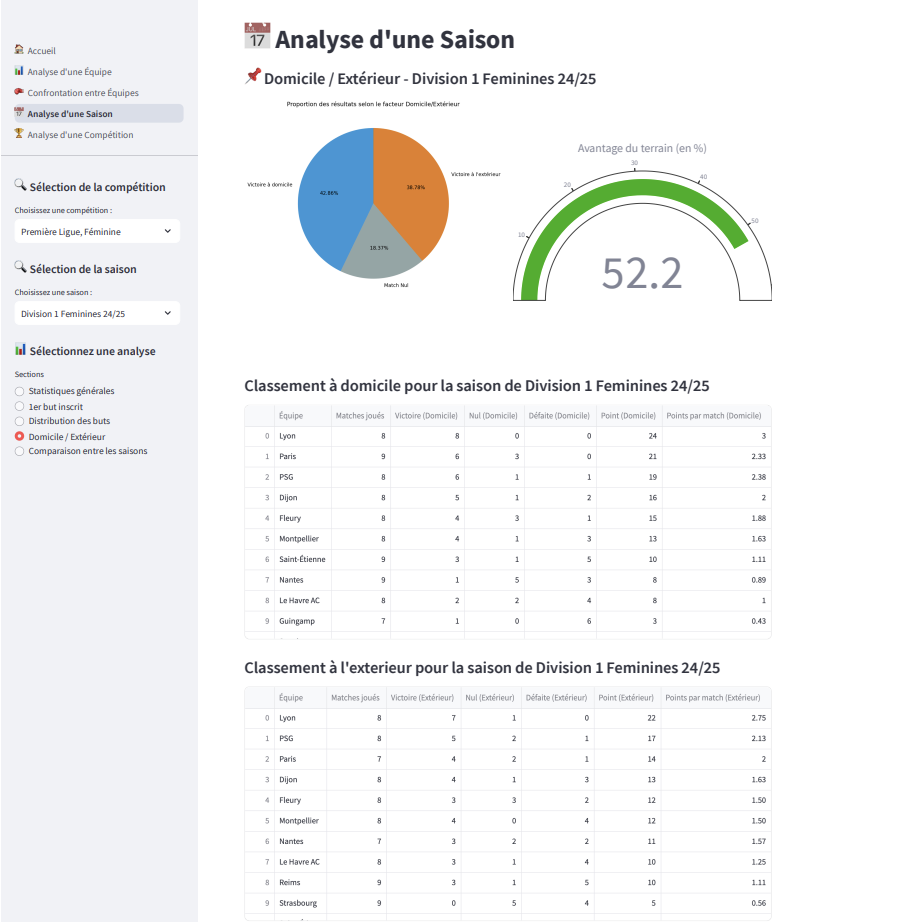 Accueil
Analyse d'une Équipe
Confrontation entre Équipes
Analyse d'une Saison
Analyse d'une Compétition
Sélection de la compétition
Choisissez une compétition :
Première Ligue, Féminine
Sélection de la saison
Choisissez une saison :
Division 1 Feminines 24/25
Sélectionnez une analyse
Sections
Statistiques générales
1er but inscrit
Distribution des buts
Domicile / Extérieur
Comparaison entre les saisons
17 Analyse d'une Saison
Domicile / Extérieur - Division 1 Feminines 24/25
Proportion des résultats selon le facteur Domicile/Extérieur
Victoire à domicile
42.86%
Victoire à l'extérieur
38.78%
18.37%
Match Nul
Avantage du terrain (en %)
10
20
30
40
50
52.2
Classement à domicile pour la saison de Division 1 Feminines 24/25
Équipe Matches joués Victoire (Domicile) Nul (Domicile) Défaite (Domicile) Point (Domicile) Points par match (Domicile)
0 Lyon 8 8 0 0 24 3
1 Paris 9 6 3 0 21 2.33
2 PSG 8 6 1 1 19 2.38
3 Dijon 8 5 1 2 16 2
4 Fleury 8 4 3 1 15 1.88
5 Montpellier 8 4 1 3 13 1.63
6 Saint-Étienne 9 3 1 5 10 1.11
7 Nantes 9 1 5 3 8 0.89
8 Le Havre AC 8 2 2 4 8 1
9 Guingamp 7 1 0 6 3 0.43
Classement à l'exterieur pour la saison de Division 1 Feminines 24/25
Équipe Matches joués Victoire (Extérieur) Nul (Extérieur) Défaite (Extérieur) Point (Extérieur) Points par match (Extérieur)
0 Lyon 8 7 1 0 22 2.75
1 PSG 8 5 2 1 17 2.13
2 Paris 7 4 2 1 14 2
3 Dijon 8 4 1 3 13 1.63
4 Fleury 8 3 3 2 12 1.50
5 Montpellier 8 4 0 4 12 1.50
6 Nantes 7 3 2 2 11 1.57
7 Le Havre AC 8 3 1 4 10 1.25
8 Reims 9 3 1 5 10 1.11
9 Strasbourg 9 0 5 4 5 0.56